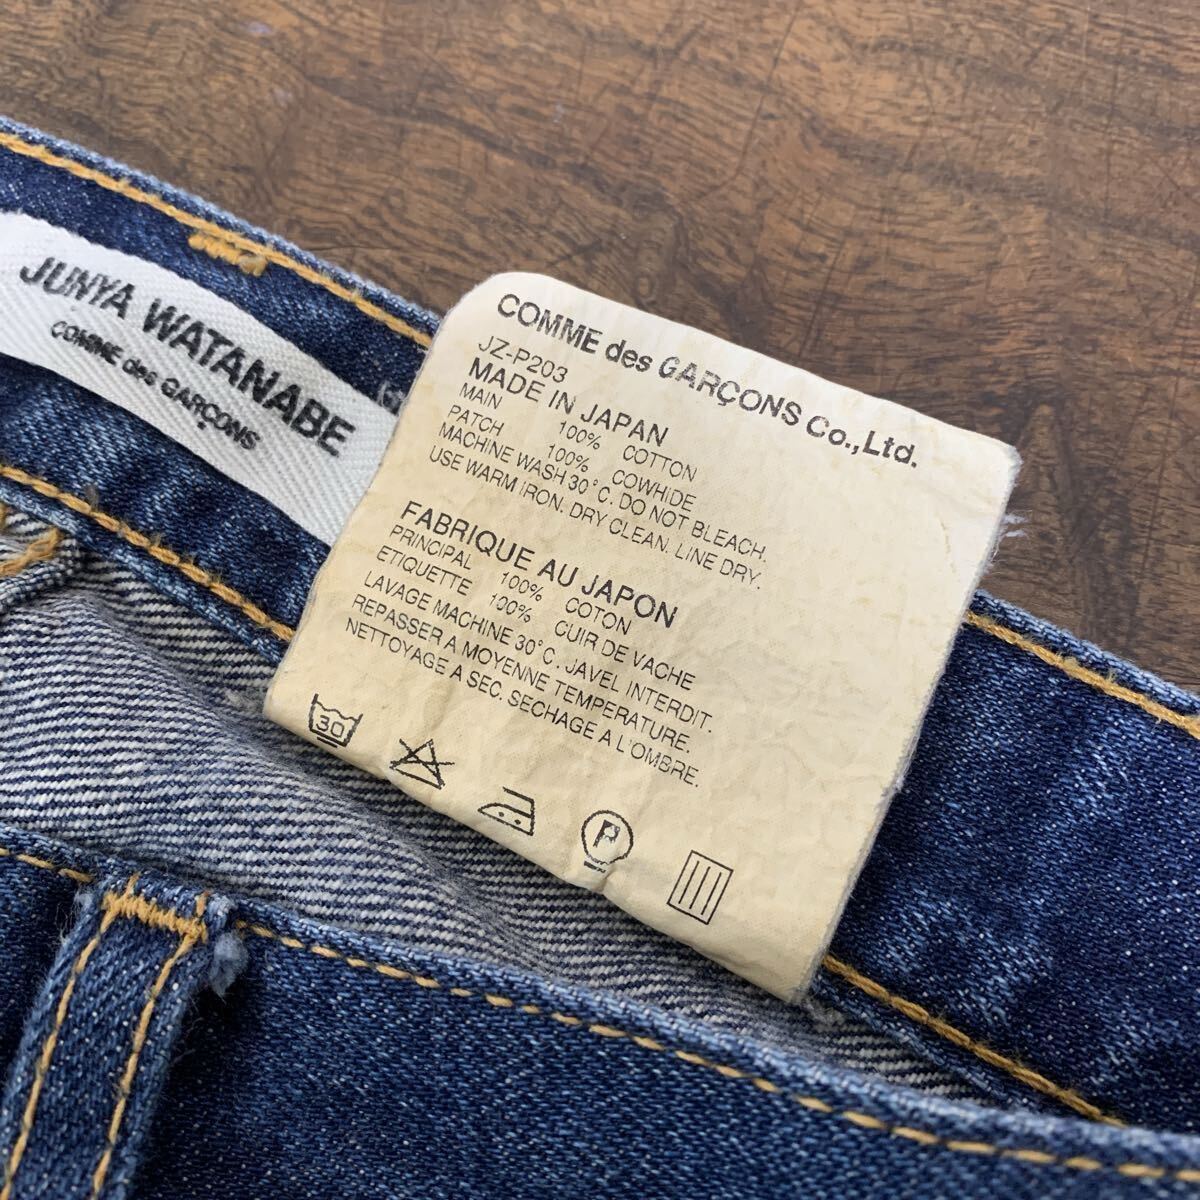 JUNYA WATANABE
COMME des GARÇONS
COMME des GARÇONS Co.,Ltd.
JZ-P203
MADE IN JAPAN
MAIN 100% COTTON
PATCH 100% COWHIDE
MACHINE WASH 30°C. DO NOT BLEACH.
USE WARM IRON. DRY CLEAN. LINE DRY.
FABRIQUE AU JAPON
PRINCIPAL 100% COTON
ETIQUETTE 100% CUIR DE VACHE
LAVAGE MACHINE 30°C. JAVEL INTERDIT.
REPASSER A MOYENNE TEMPERATURE.
NETTOYAGE A SEC. SECHAGE A L'OMBRE.
30
P